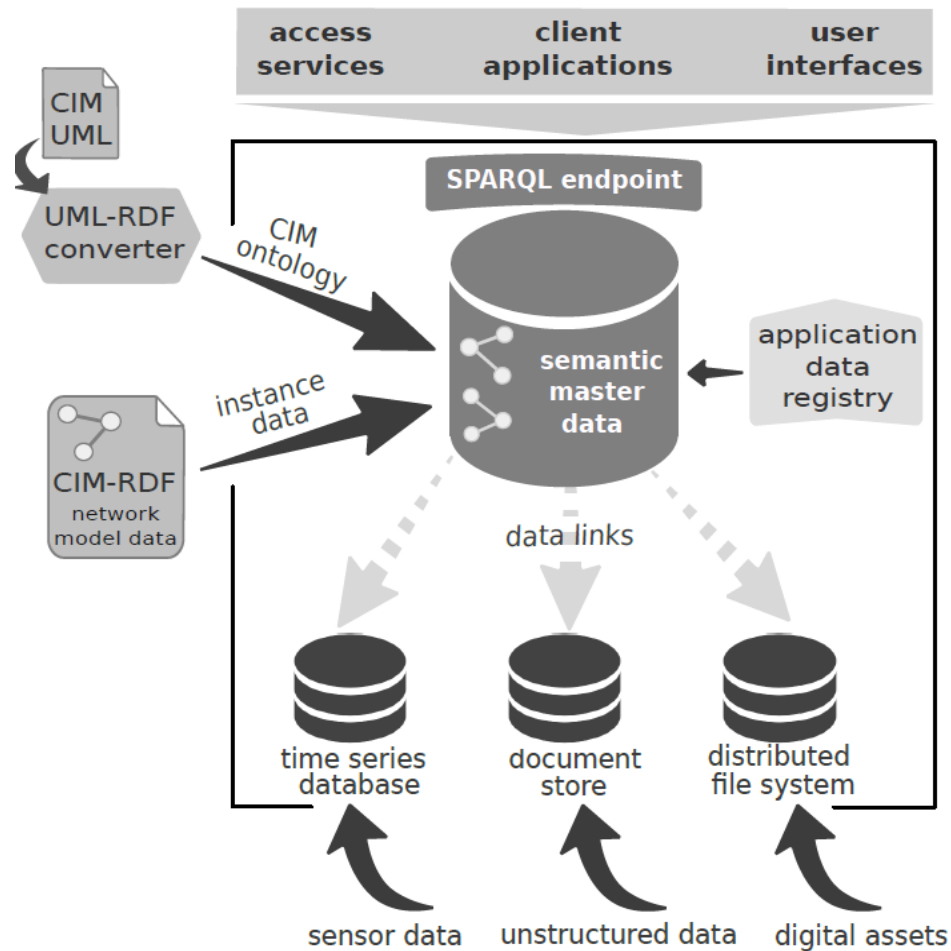 access
services
client
applications
user
interfaces
CIM
UML
SPARQL endpoint
UML-RDF
converter
CIM
ontology
semantic
master
data
application
data
registry
instance
data
CIM-RDF
network
model data
data links
time series
database
document
store
distributed
file system
sensor data
unstructured data
digital assets